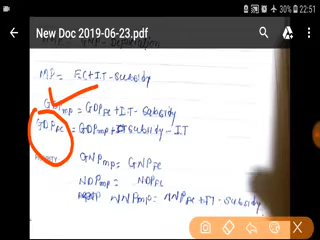 30% 22:51
New Doc 2019-06-23.pdf
MP = FC+I.T-Subsidy
GDPmp = GDPFC + I.T - Subsidy
GDPFC = GDPmp + Subsidy - I.T
GNPmp = GNPFC
NDPmp = NDPFC
NNPmp = NNPFC + I.T - Subsidy